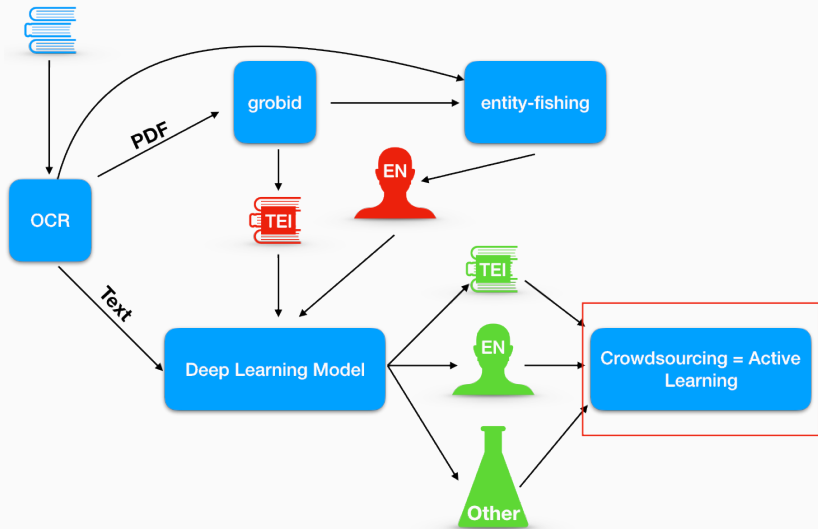 grobid
entity-fishing
PDF
EN
OCR
TEI
Text
TEI
EN
Deep Learning Model
Crowdsourcing = Active
Learning
Other